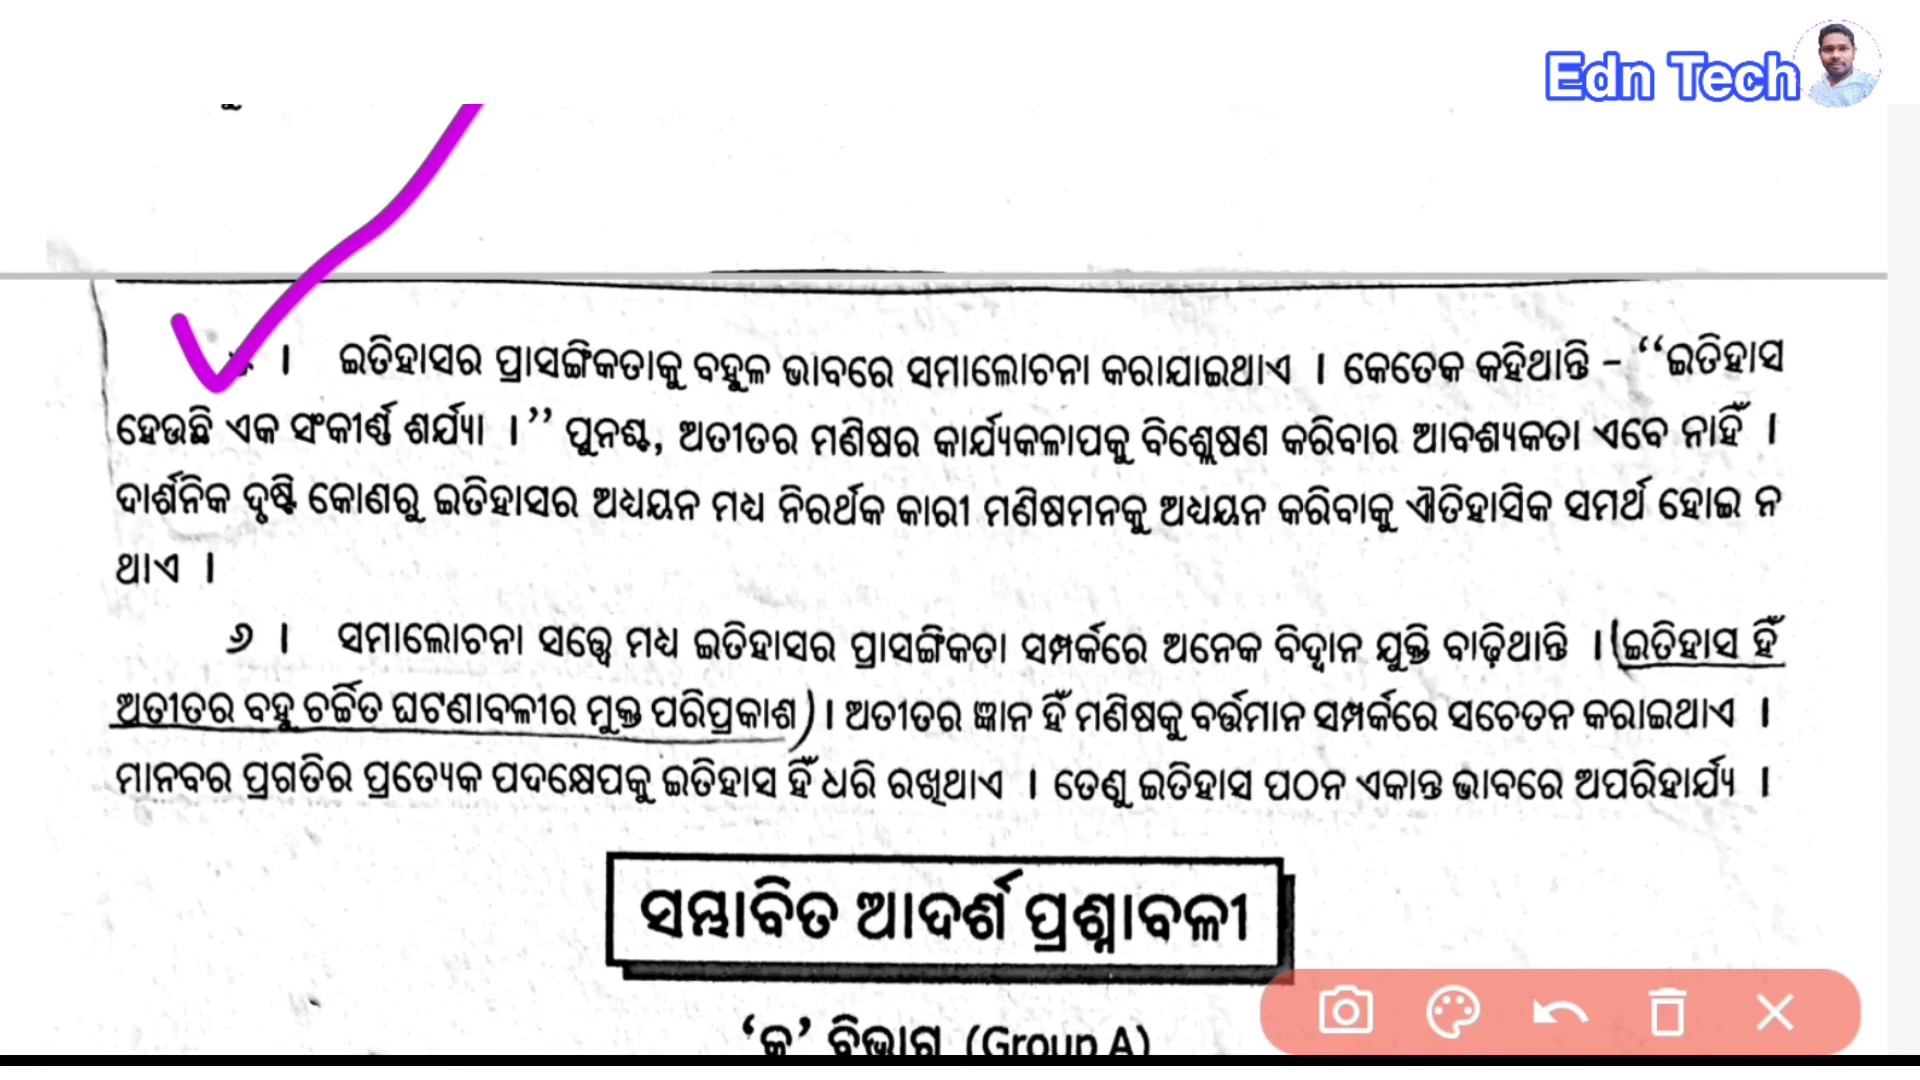 Edn Tech
। ଇତିହାସର ପ୍ରାସଙ୍ଗିକତାକୁ ବହୁଳ ଭାବରେ ସମାଲୋଚନା କରାଯାଇଥାଏ । କେତେକ କହିଥାନ୍ତି – ‘‘ଇତିହାସ
ହେଉଛି ଏକ ସଂକୀର୍ଣ୍ଣ ଶର୍ଯ୍ୟା ।’’ ପୁନଶ୍ଚ, ଅତୀତର ମଣିଷର କାର୍ଯ୍ୟକଳାପକୁ ବିଶ୍ଳେଷଣ କରିବାର ଆବଶ୍ୟକତା ଏବେ ନାହିଁ ।
ଦାର୍ଶନିକ ଦୃଷ୍ଟି କୋଣରୁ ଇତିହାସର ଅଧ୍ୟୟନ ମଧ୍ୟ ନିରର୍ଥକ କାରୀ ମଣିଷମନକୁ ଅଧ୍ୟୟନ କରିବାକୁ ଐତିହାସିକ ସମର୍ଥ ହୋଇ ନ
ଥାଏ ।
୬ । ସମାଲୋଚନା ସତ୍ତ୍ୱେ ମଧ୍ୟ ଇତିହାସର ପ୍ରାସଙ୍ଗିକତା ସମ୍ପର୍କରେ ଅନେକ ବିଦ୍ୱାନ ଯୁକ୍ତି ବାଢ଼ିଥାନ୍ତି । (ଇତିହାସ ହିଁ
ଅତୀତର ବହୁ ଚର୍ଚ୍ଚିତ ଘଟଣାବଳୀର ମୁକ୍ତ ପରିପ୍ରକାଶ) । ଅତୀତର ଜ୍ଞାନ ହିଁ ମଣିଷକୁ ବର୍ତ୍ତମାନ ସମ୍ପର୍କରେ ସଚେତନ କରାଇଥାଏ ।
ମାନବର ପ୍ରଗତିର ପ୍ରତ୍ୟେକ ପଦକ୍ଷେପକୁ ଇତିହାସ ହିଁ ଧରି ରଖିଥାଏ । ତେଣୁ ଇତିହାସ ପଠନ ଏକାନ୍ତ ଭାବରେ ଅପରିହାର୍ଯ୍ୟ ।
ସମ୍ଭାବିତ ଆଦର୍ଶ ପ୍ରଶ୍ନାବଳୀ
‘କ’ ବିଭାଗ (Group A)